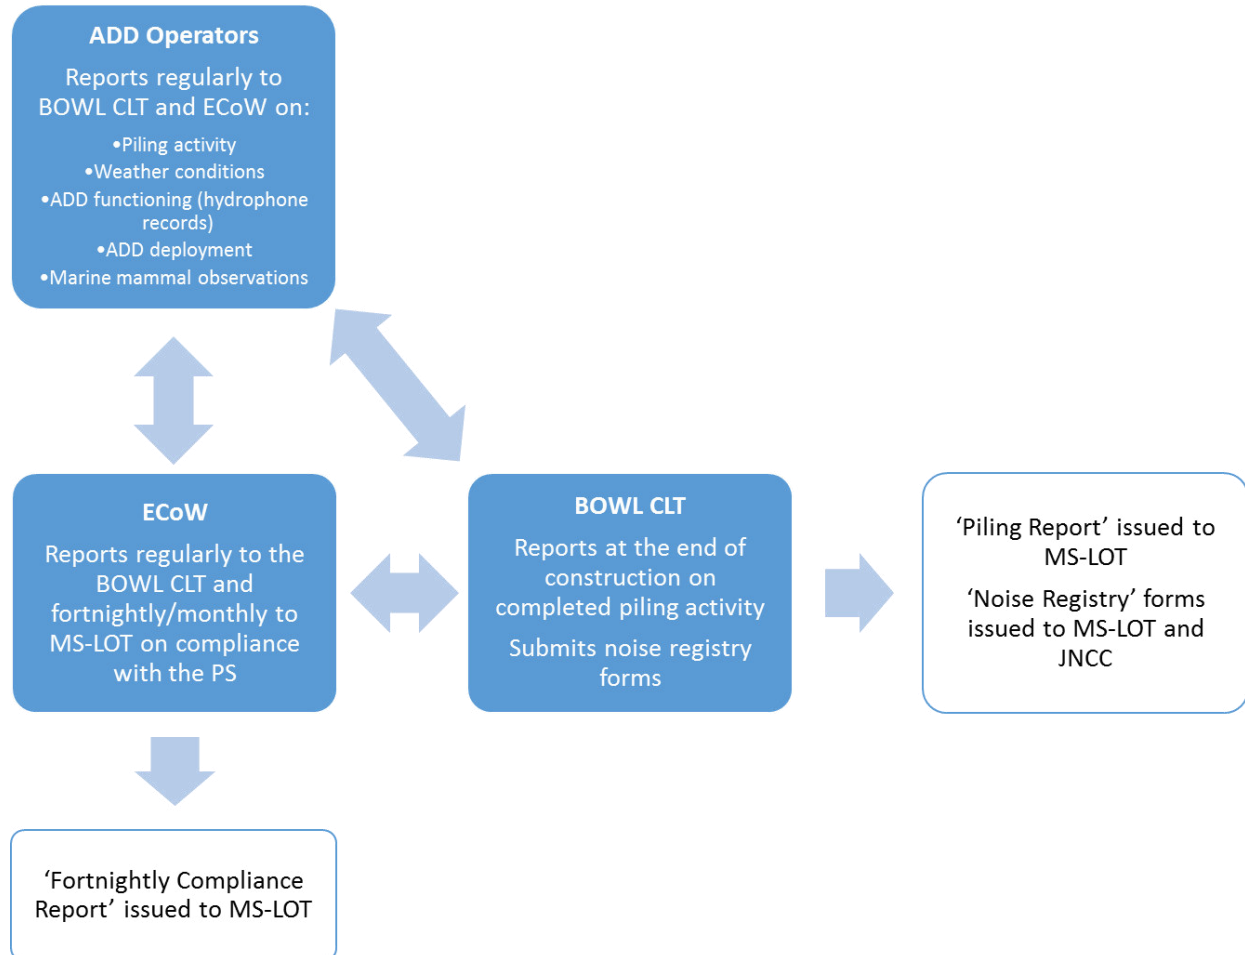 ADD Operators
Reports regularly to
BOWL CLT and ECoW on:
•Piling activity
•Weather conditions
•ADD functioning (hydrophone
records)
•ADD deployment
•Marine mammal observations
ECoW
Reports regularly to the
BOWL CLT and
fortnightly/monthly to
MS-LOT on compliance
with the PS
BOWL CLT
Reports at the end of
construction on
completed piling activity
Submits noise registry
forms
‘Piling Report’ issued to
MS-LOT
‘Noise Registry’ forms
issued to MS-LOT and
JNCC
‘Fortnightly Compliance
Report’ issued to MS-LOT